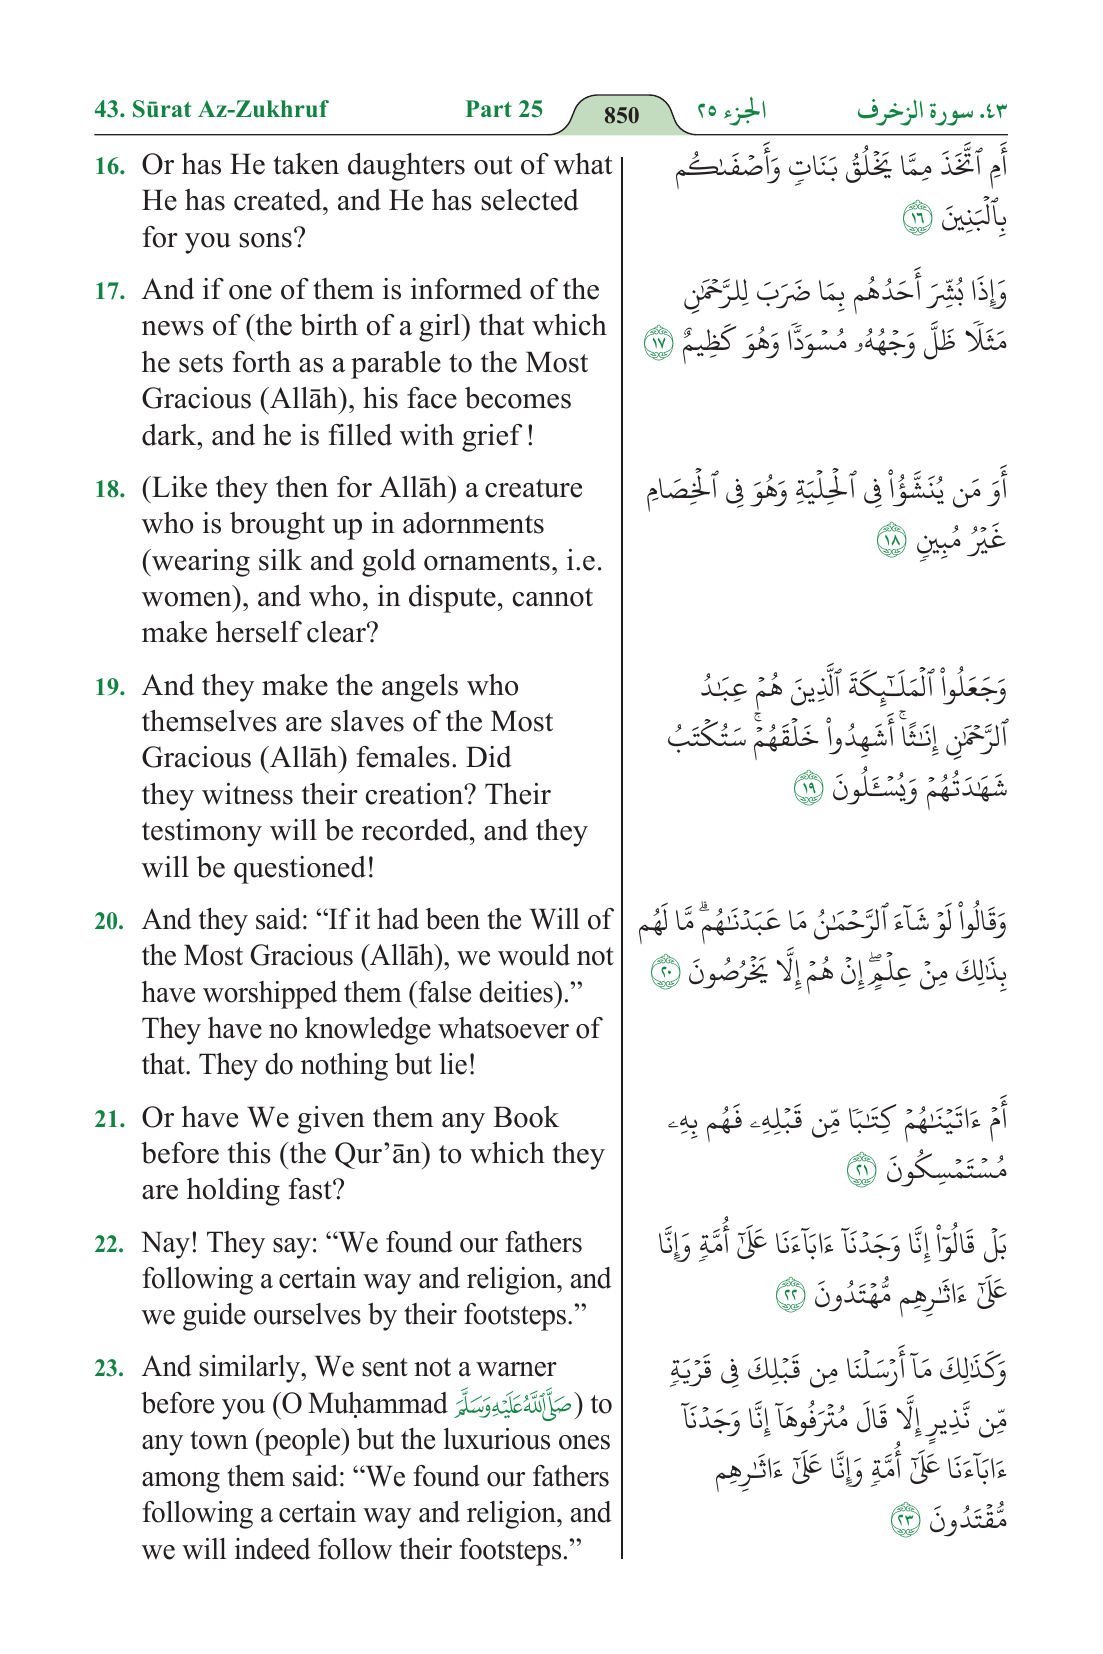 43. Sūrat Az-Zukhruf Part 25 850 الجزء ٢٥ ٤٣. سورة الزخرف
16. Or has He taken daughters out of what
He has created, and He has selected
for you sons?
أَمِ ٱتَّخَذَ مِمَّا يَخۡلُقُ بَنَاتٖ وَأَصۡفَىٰكُم
بِٱلۡبَنِينَ ١٦
17. And if one of them is informed of the
news of (the birth of a girl) that which
he sets forth as a parable to the Most
Gracious (Allāh), his face becomes
dark, and he is filled with grief !
وَإِذَا بُشِّرَ أَحَدُهُم بِمَا ضَرَبَ لِلرَّحۡمَٰنِ
مَثَلٗا ظَلَّ وَجۡهُهُۥ مُسۡوَدّٗا وَهُوَ كَظِيمٌ ١٧
18. (Like they then for Allāh) a creature
who is brought up in adornments
(wearing silk and gold ornaments, i.e.
women), and who, in dispute, cannot
make herself clear?
أَوَ مَن يُنَشَّؤُاْ فِي ٱلۡحِلۡيَةِ وَهُوَ فِي ٱلۡخِصَامِ
غَيۡرُ مُبِينٖ ١٨
19. And they make the angels who
themselves are slaves of the Most
Gracious (Allāh) females. Did
they witness their creation? Their
testimony will be recorded, and they
will be questioned!
وَجَعَلُواْ ٱلۡمَلَٰٓئِكَةَ ٱلَّذِينَ هُمۡ عِبَٰدُ
ٱلرَّحۡمَٰنِ إِنَٰثًاۚ أَشَهِدُواْ خَلۡقَهُمۡۚ سَتُكۡتَبُ
شَهَٰدَتُهُمۡ وَيُسۡـَٔلُونَ ١٩
20. And they said: “If it had been the Will of
the Most Gracious (Allāh), we would not
have worshipped them (false deities).”
They have no knowledge whatsoever of
that. They do nothing but lie!
وَقَالُواْ لَوۡ شَآءَ ٱلرَّحۡمَٰنُ مَا عَبَدۡنَٰهُمۗ مَّا لَهُم
بِذَٰلِكَ مِنۡ عِلۡمٍۖ إِنۡ هُمۡ إِلَّا يَخۡرُصُونَ ٢٠
21. Or have We given them any Book
before this (the Qur’ān) to which they
are holding fast?
أَمۡ ءَاتَيۡنَٰهُمۡ كِتَٰبٗا مِّن قَبۡلِهِۦ فَهُم بِهِۦ
مُسۡتَمۡسِكُونَ ٢١
22. Nay! They say: “We found our fathers
following a certain way and religion, and
we guide ourselves by their footsteps.”
بَلۡ قَالُوٓاْ إِنَّا وَجَدۡنَآ ءَابَآءَنَا عَلَىٰٓ أُمَّةٖ وَإِنَّا
عَلَىٰٓ ءَاثَٰرِهِم مُّهۡتَدُونَ ٢٢
23. And similarly, We sent not a warner
before you (O Muḥammad صَلَّى ٱللَّهُ عَلَيْهِ وَسَلَّمَ) to
any town (people) but the luxurious ones
among them said: “We found our fathers
following a certain way and religion, and
we will indeed follow their footsteps.”
وَكَذَٰلِكَ مَآ أَرۡسَلۡنَا مِن قَبۡلِكَ فِي قَرۡيَةٖ
مِّن نَّذِيرٍ إِلَّا قَالَ مُتۡرَفُوهَآ إِنَّا وَجَدۡنَآ
ءَابَآءَنَا عَلَىٰٓ أُمَّةٖ وَإِنَّا عَلَىٰٓ ءَاثَٰرِهِم
مُّقۡتَدُونَ ٢٣